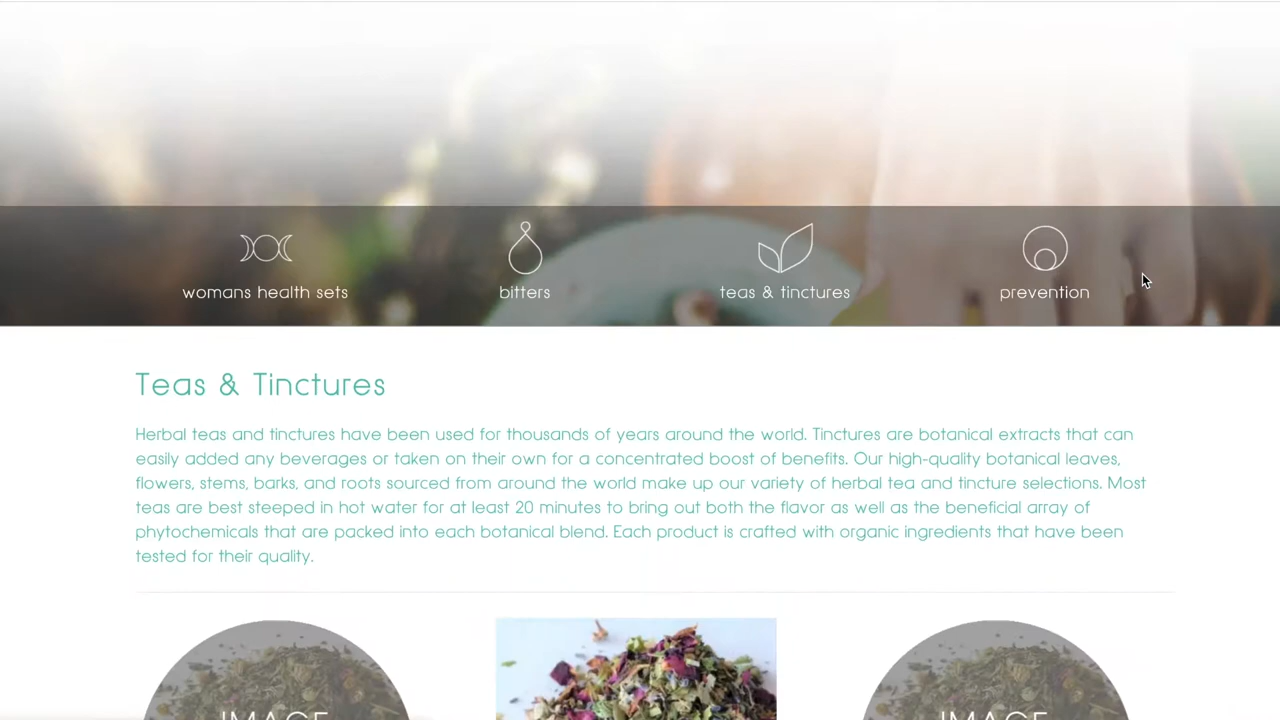 womans health sets
bitters
teas & tinctures
prevention
Teas & Tinctures
Herbal teas and tinctures have been used for thousands of years around the world. Tinctures are botanical extracts that can
easily added any beverages or taken on their own for a concentrated boost of benefits. Our high-quality botanical leaves,
flowers, stems, barks, and roots sourced from around the world make up our variety of herbal tea and tincture selections. Most
teas are best steeped in hot water for at least 20 minutes to bring out both the flavor as well as the beneficial array of
phytochemicals that are packed into each botanical blend. Each product is crafted with organic ingredients that have been
tested for their quality.
IMAGE
IMAGE